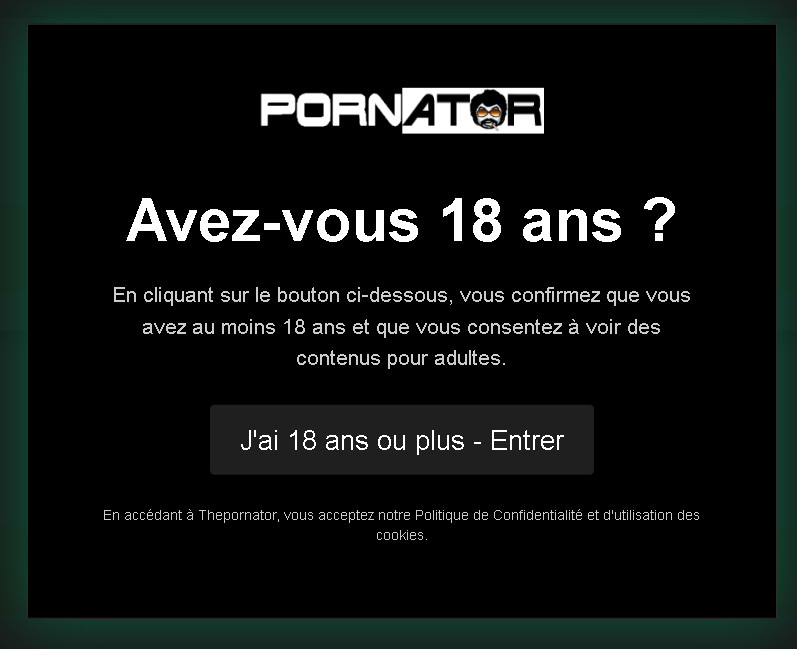 PORNATOR
Avez-vous 18 ans ?
En cliquant sur le bouton ci-dessous, vous confirmez que vous
avez au moins 18 ans et que vous consentez à voir des
contenus pour adultes.
J'ai 18 ans ou plus - Entrer
En accédant à Thepornator, vous acceptez notre Politique de Confidentialité et d'utilisation des
cookies.